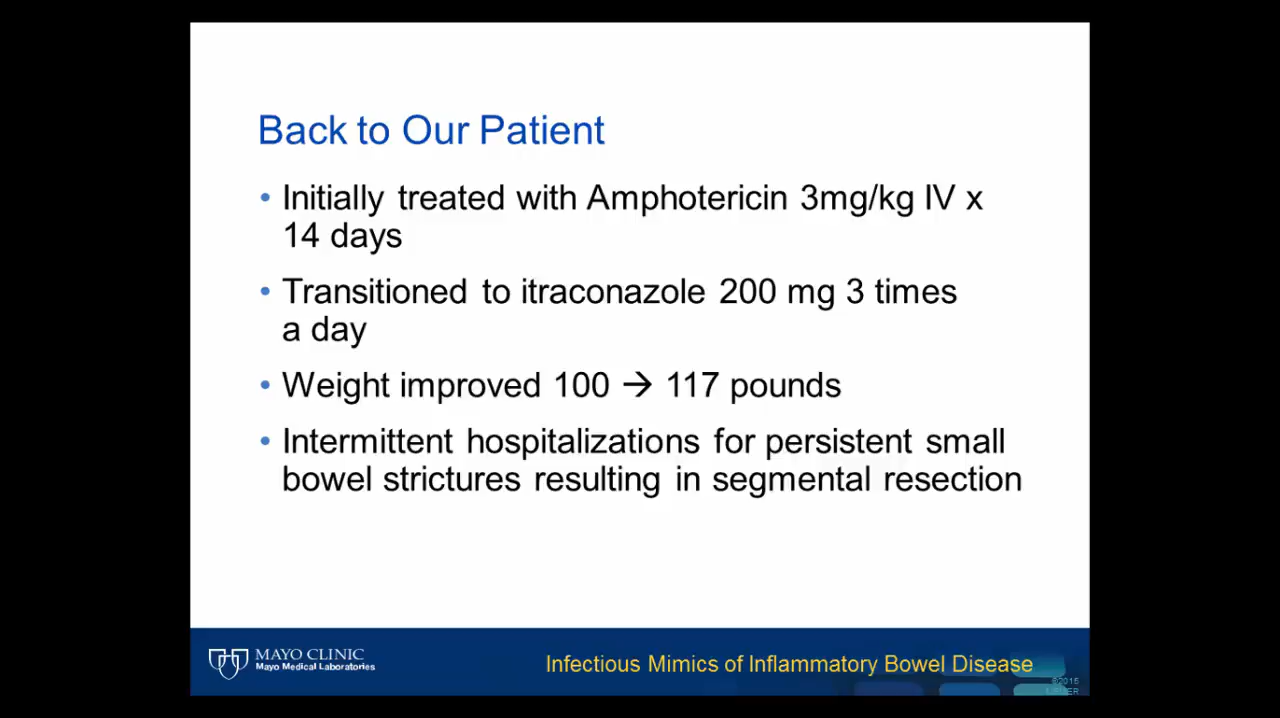 Back to Our Patient
• Initially treated with Amphotericin 3mg/kg IV x
14 days
• Transitioned to itraconazole 200 mg 3 times
a day
• Weight improved 100 → 117 pounds
• Intermittent hospitalizations for persistent small
bowel strictures resulting in segmental resection
MAYO CLINIC
Mayo Medical Laboratories
Infectious Mimics of Inflammatory Bowel Disease
©2015